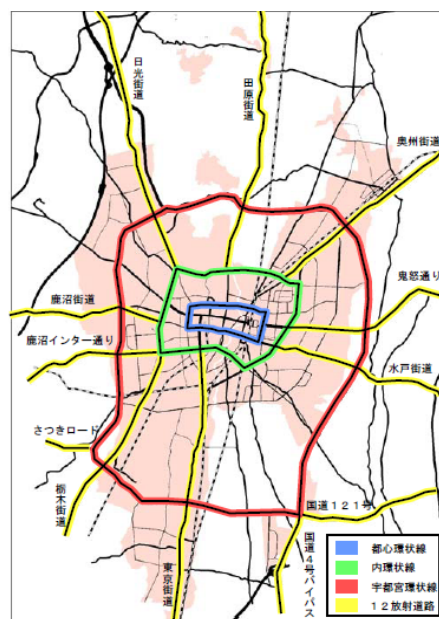 日光街道
田原街道
奥州街道
鬼怒通り
鹿沼街道
鹿沼インター通り
水戸街道
さつきロード
栃木街道
国道121号
東京街道
国道4号バイパス
都心環状線
内環状線
宇都宮環状線
12放射道路